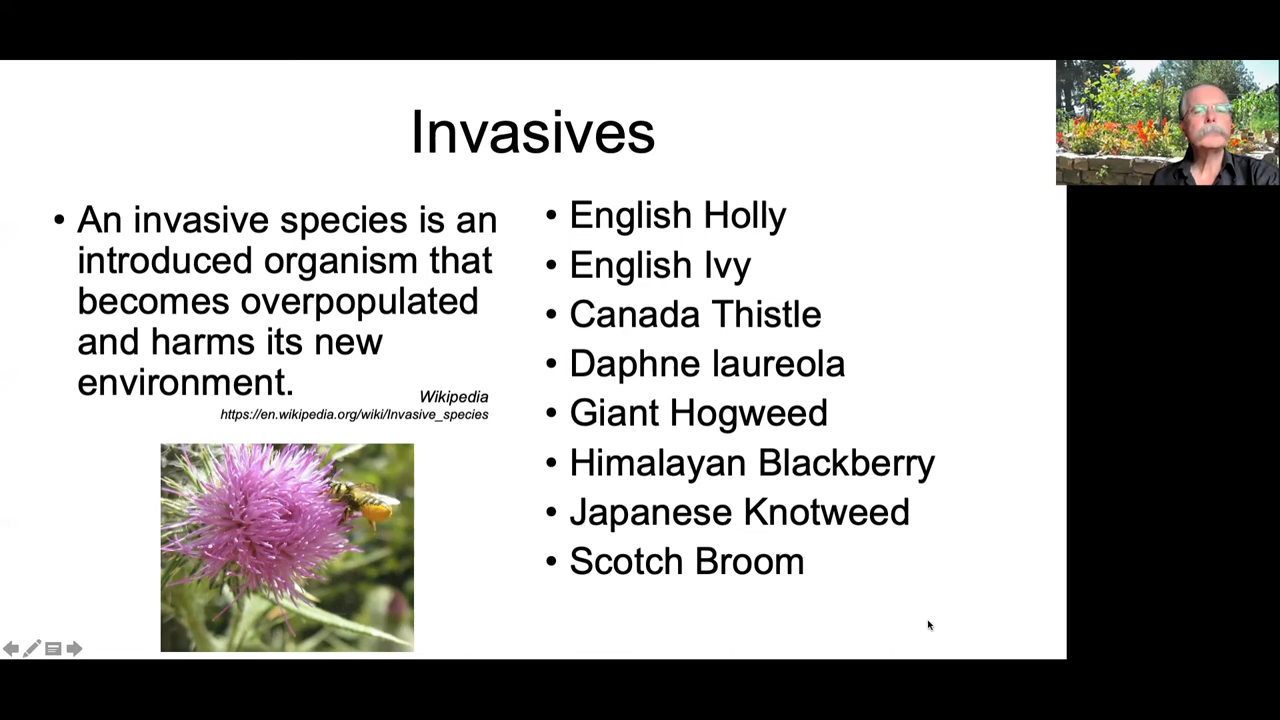 Invasives
• An invasive species is an
introduced organism that
becomes overpopulated
and harms its new
environment.
Wikipedia
https://en.wikipedia.org/wiki/Invasive_species
• English Holly
• English Ivy
• Canada Thistle
• Daphne laureola
• Giant Hogweed
• Himalayan Blackberry
• Japanese Knotweed
• Scotch Broom